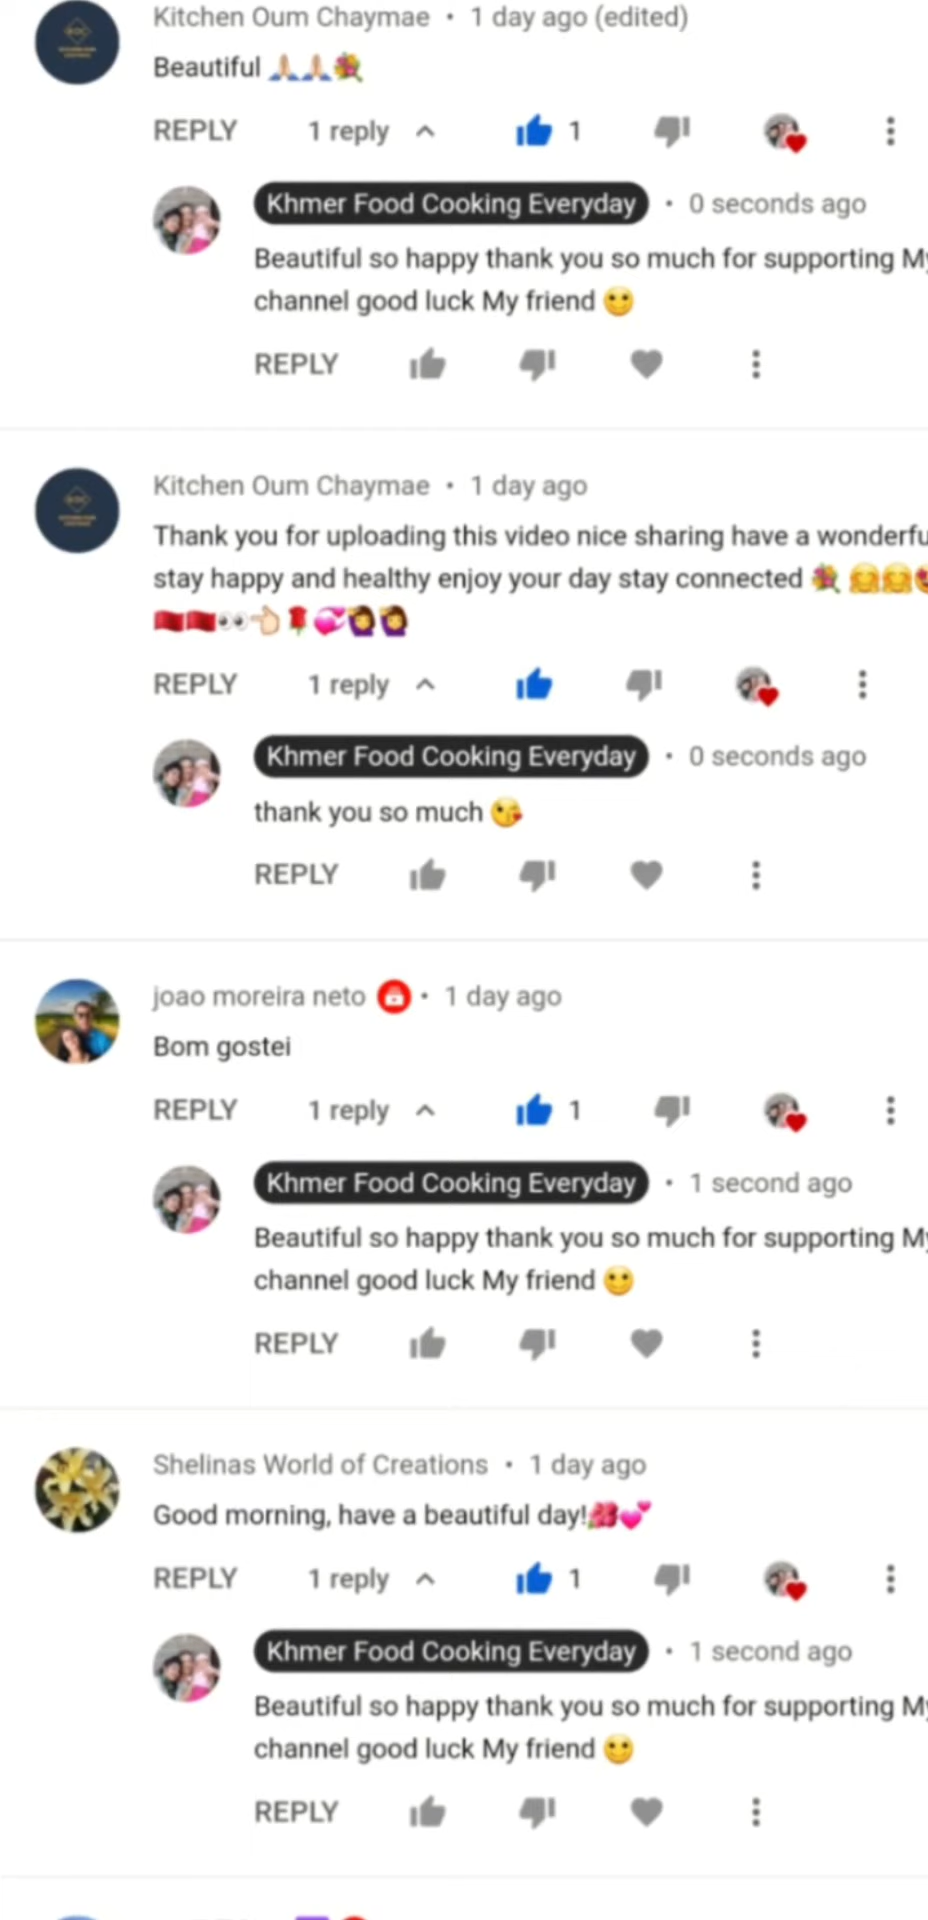 Kitchen Oum Chaymae • 1 day ago (edited)
Beautiful 🙏🏼🙏🏼💐
REPLY 1 reply 1
Khmer Food Cooking Everyday • 0 seconds ago
Beautiful so happy thank you so much for supporting My
channel good luck My friend 🙂
REPLY
Kitchen Oum Chaymae • 1 day ago
Thank you for uploading this video nice sharing have a wonderfu
stay happy and healthy enjoy your day stay connected 💐 🤗🤗
🇲🇦🇲🇦👀👈🏻🌹💞🙋‍♀️🙋‍♀️
REPLY 1 reply
Khmer Food Cooking Everyday • 0 seconds ago
thank you so much 😘
REPLY
joao moreira neto • 1 day ago
Bom gostei
REPLY 1 reply 1
Khmer Food Cooking Everyday • 1 second ago
Beautiful so happy thank you so much for supporting My
channel good luck My friend 🙂
REPLY
Shelinas World of Creations • 1 day ago
Good morning, have a beautiful day!🌺💕
REPLY 1 reply 1
Khmer Food Cooking Everyday • 1 second ago
Beautiful so happy thank you so much for supporting My
channel good luck My friend 🙂
REPLY